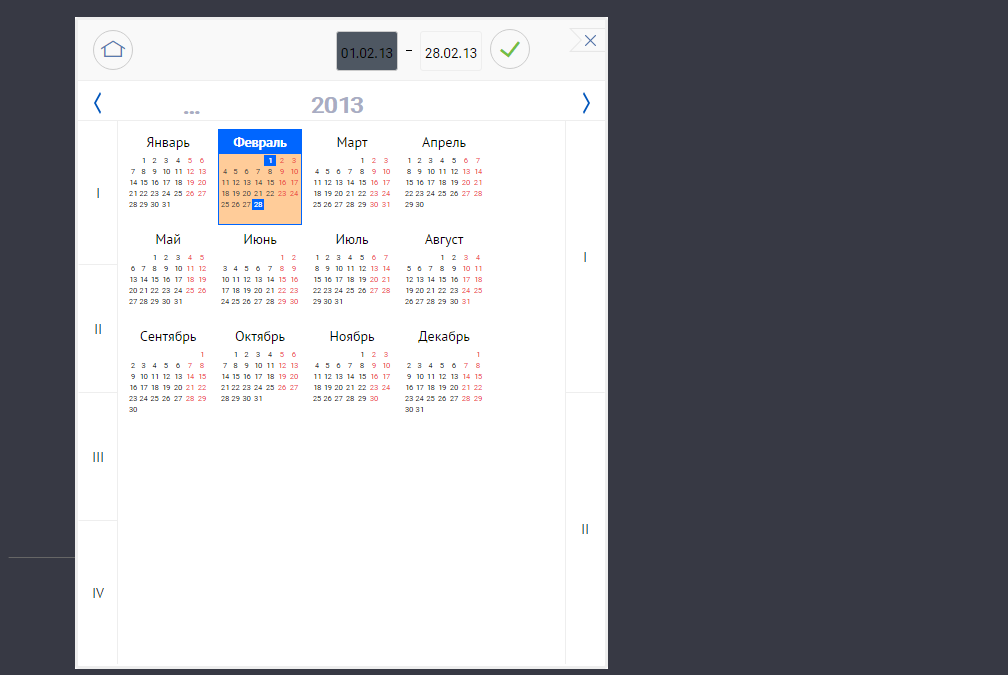 01.02.13 - 28.02.13
... 2013
Январь Февраль Март Апрель
1 2 3 4 5 6
7 8 9 10 11 12 13
14 15 16 17 18 19 20
21 22 23 24 25 26 27
28 29 30 31
1 2 3
4 5 6 7 8 9 10
11 12 13 14 15 16 17
18 19 20 21 22 23 24
25 26 27 28
1 2 3
4 5 6 7 8 9 10
11 12 13 14 15 16 17
18 19 20 21 22 23 24
25 26 27 28 29 30 31
1 2 3 4 5 6 7
8 9 10 11 12 13 14
15 16 17 18 19 20 21
22 23 24 25 26 27 28
29 30
I
Май Июнь Июль Август
1 2 3 4 5
6 7 8 9 10 11 12
13 14 15 16 17 18 19
20 21 22 23 24 25 26
27 28 29 30 31
1 2
3 4 5 6 7 8 9
10 11 12 13 14 15 16
17 18 19 20 21 22 23
24 25 26 27 28 29 30
1 2 3 4 5 6 7
8 9 10 11 12 13 14
15 16 17 18 19 20 21
22 23 24 25 26 27 28
29 30 31
1 2 3 4
5 6 7 8 9 10 11
12 13 14 15 16 17 18
19 20 21 22 23 24 25
26 27 28 29 30 31
I
II
Сентябрь Октябрь Ноябрь Декабрь
1
2 3 4 5 6 7 8
9 10 11 12 13 14 15
16 17 18 19 20 21 22
23 24 25 26 27 28 29
30
1 2 3 4 5 6
7 8 9 10 11 12 13
14 15 16 17 18 19 20
21 22 23 24 25 26 27
28 29 30 31
1 2 3
4 5 6 7 8 9 10
11 12 13 14 15 16 17
18 19 20 21 22 23 24
25 26 27 28 29 30
1
2 3 4 5 6 7 8
9 10 11 12 13 14 15
16 17 18 19 20 21 22
23 24 25 26 27 28 29
30 31
III
II
IV